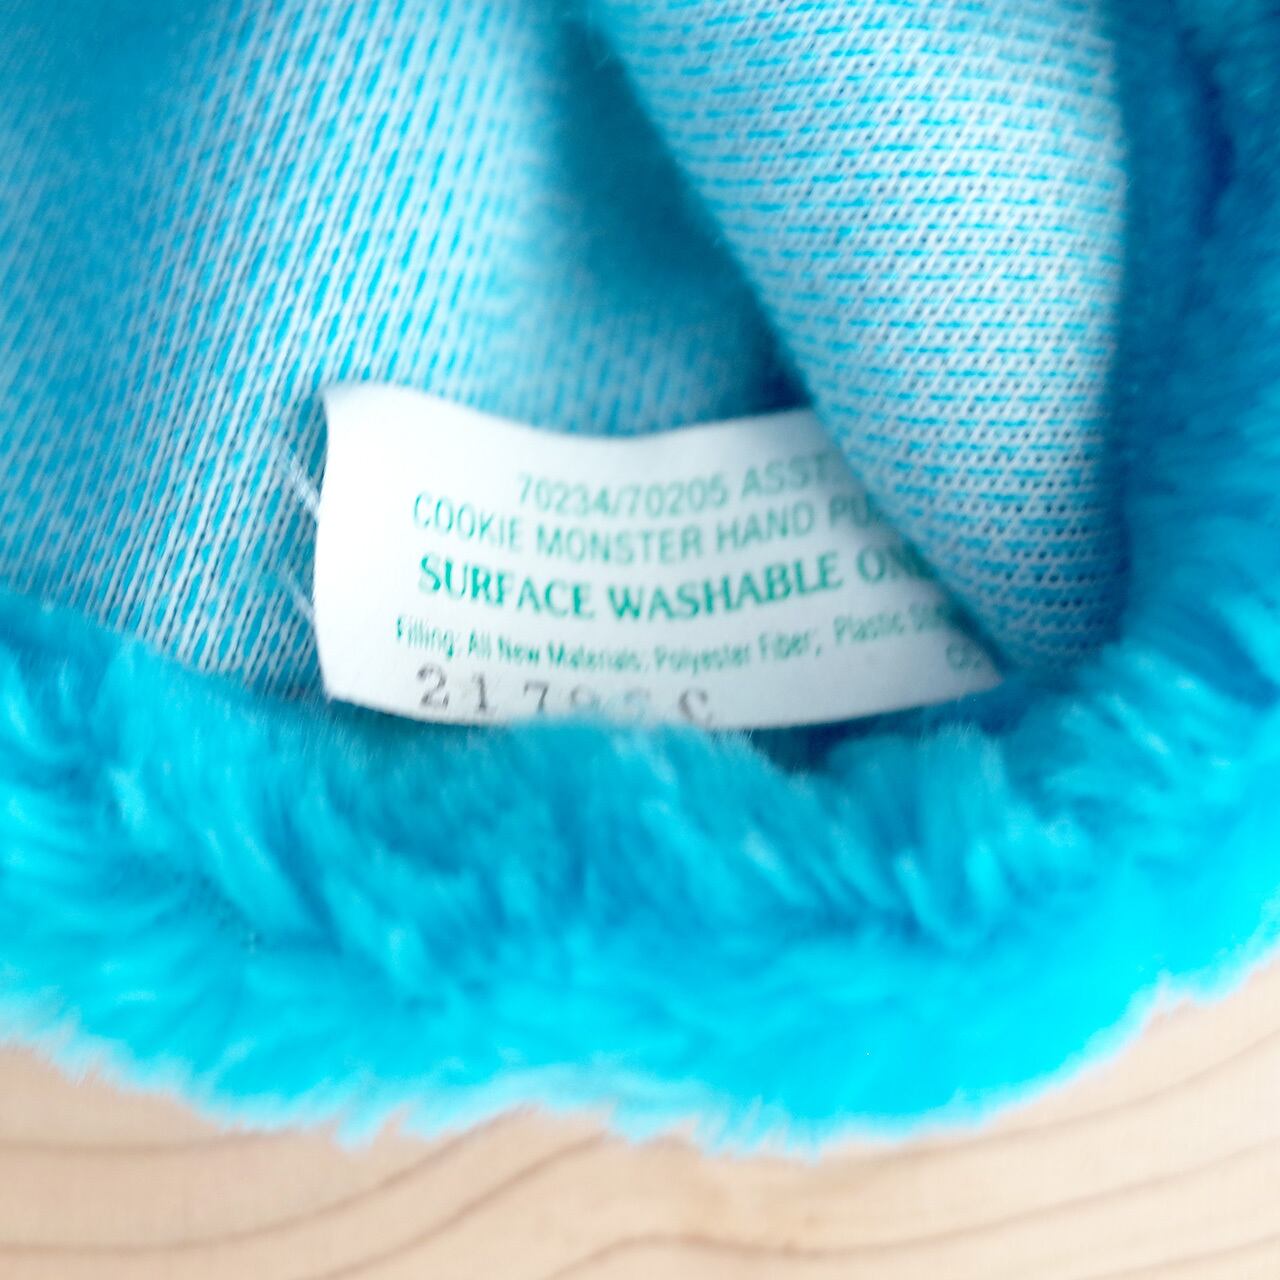 70234/70205 ASST
COOKIE MONSTER HAND PU
SURFACE WASHABLE ON
Filling: All New Materials: Polyester Fiber; Plastic